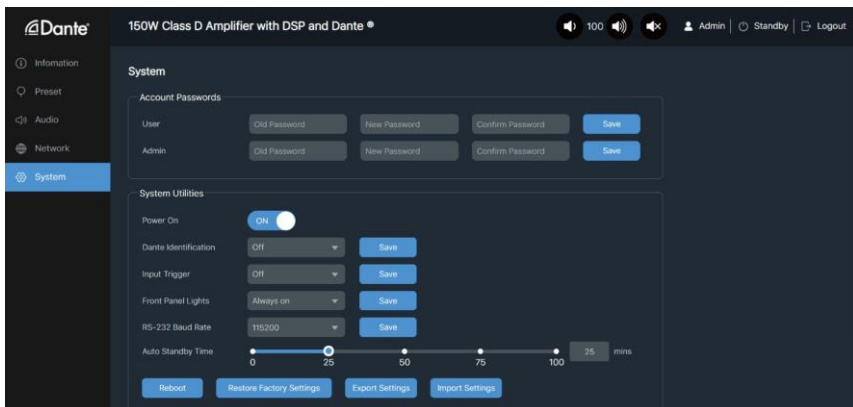 Dante®
150W Class D Amplifier with DSP and Dante ®
100
Admin
Standby
Logout
Infomation
Preset
Audio
Network
System
System
Account Passwords
User
Old Password
New Password
Confirm Password
Save
Admin
Old Password
New Password
Confirm Password
Save
System Utilities
Power On
ON
Dante Identification
Off
Save
Input Trigger
Off
Save
Front Panel Lights
Always on
Save
RS-232 Baud Rate
115200
Save
Auto Standby Time
0
25
50
75
100
25
mins
Reboot
Restore Factory Settings
Export Settings
Import Settings